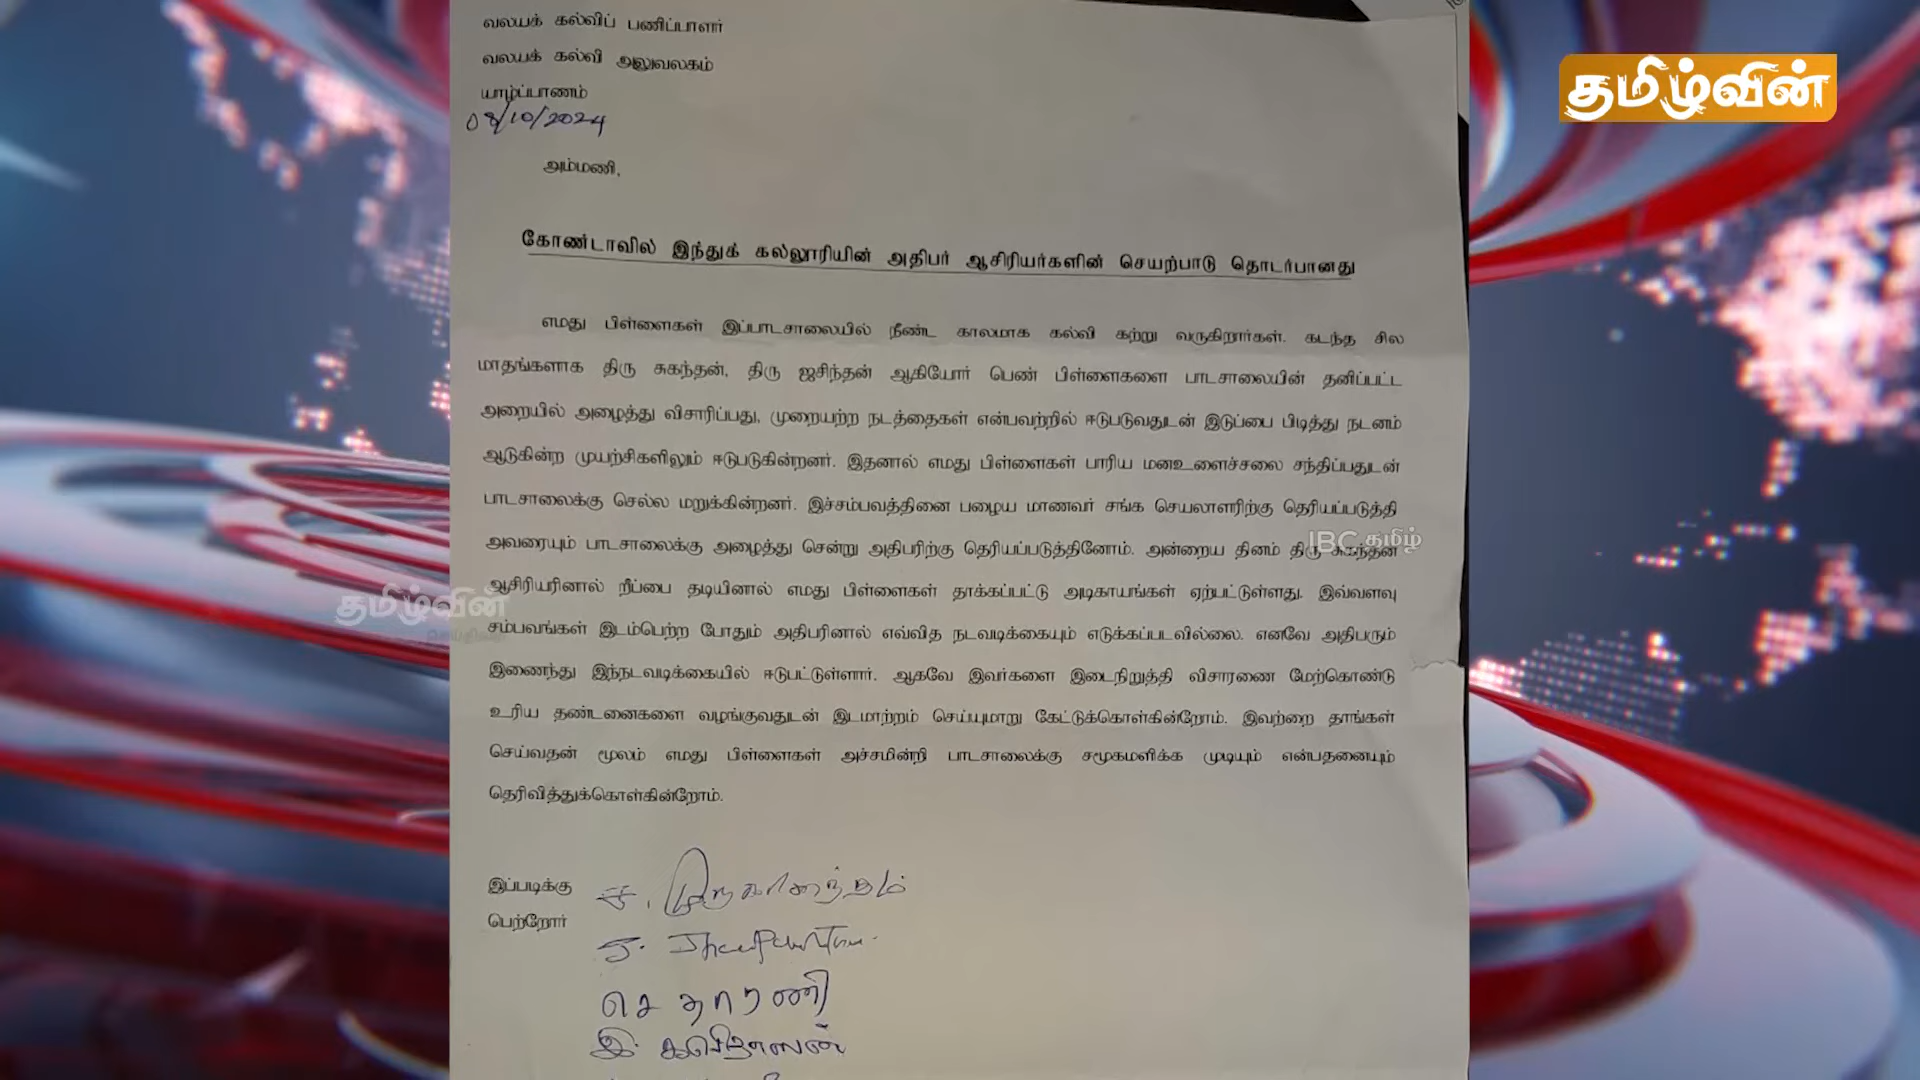 வலயக் கல்விப் பணிப்பாளர்
வலயக் கல்வி அலுவலகம்
யாழ்ப்பாணம்
08/10/2024
அம்மணி,
கோண்டாவில் இந்துக் கல்லூரியின் அதிபர் ஆசிரியர்களின் செயற்பாடு தொடர்பானது
எமது பிள்ளைகள் இப்பாடசாலையில் நீண்ட காலமாக கல்வி கற்று வருகிறார்கள். கடந்த சில
மாதங்களாக திரு சுகந்தன், திரு ஜசிந்தன் ஆகியோர் பெண் பிள்ளைகளை பாடசாலையின் தனிப்பட்ட
அறையில் அழைத்து விசாரிப்பது, முறையற்ற நடத்தைகள் என்பவற்றில் ஈடுபடுவதுடன் இடுப்பை பிடித்து நடனம்
ஆடுகின்ற முயற்சிகளிலும் ஈடுபடுகின்றனர். இதனால் எமது பிள்ளைகள் பாரிய மனஉளைச்சலை சந்திப்பதுடன்
பாடசாலைக்கு செல்ல மறுக்கின்றனர். இச்சம்பவத்தினை பழைய மாணவர் சங்க செயலாளரிற்கு தெரியப்படுத்தி
அவரையும் பாடசாலைக்கு அழைத்து சென்று அதிபரிற்கு தெரியப்படுத்தினோம். அன்றைய தினம் திரு சுகந்தன்
ஆசிரியரினால் றீப்பை தடியினால் எமது பிள்ளைகள் தாக்கப்பட்டு அடிகாயங்கள் ஏற்பட்டுள்ளது. இவ்வளவு
சம்பவங்கள் இடம்பெற்ற போதும் அதிபரினால் எவ்வித நடவடிக்கையும் எடுக்கப்படவில்லை. எனவே அதிபரும்
இணைந்து இந்நடவடிக்கையில் ஈடுபட்டுள்ளார். ஆகவே இவர்களை இடைநிறுத்தி விசாரணை மேற்கொண்டு
உரிய தண்டனைகளை வழங்குவதுடன் இடமாற்றம் செய்யுமாறு கேட்டுக்கொள்கின்றோம். இவற்றை தாங்கள்
செய்வதன் மூலம் எமது பிள்ளைகள் அச்சமின்றி பாடசாலைக்கு சமூகமளிக்க முடியும் என்பதனையும்
தெரிவித்துக்கொள்கின்றோம்.
இப்படிக்கு
பெற்றோர்
செ தாரணி
தமிழ்வின்
IBC தமிழ்
தமிழ்வின்